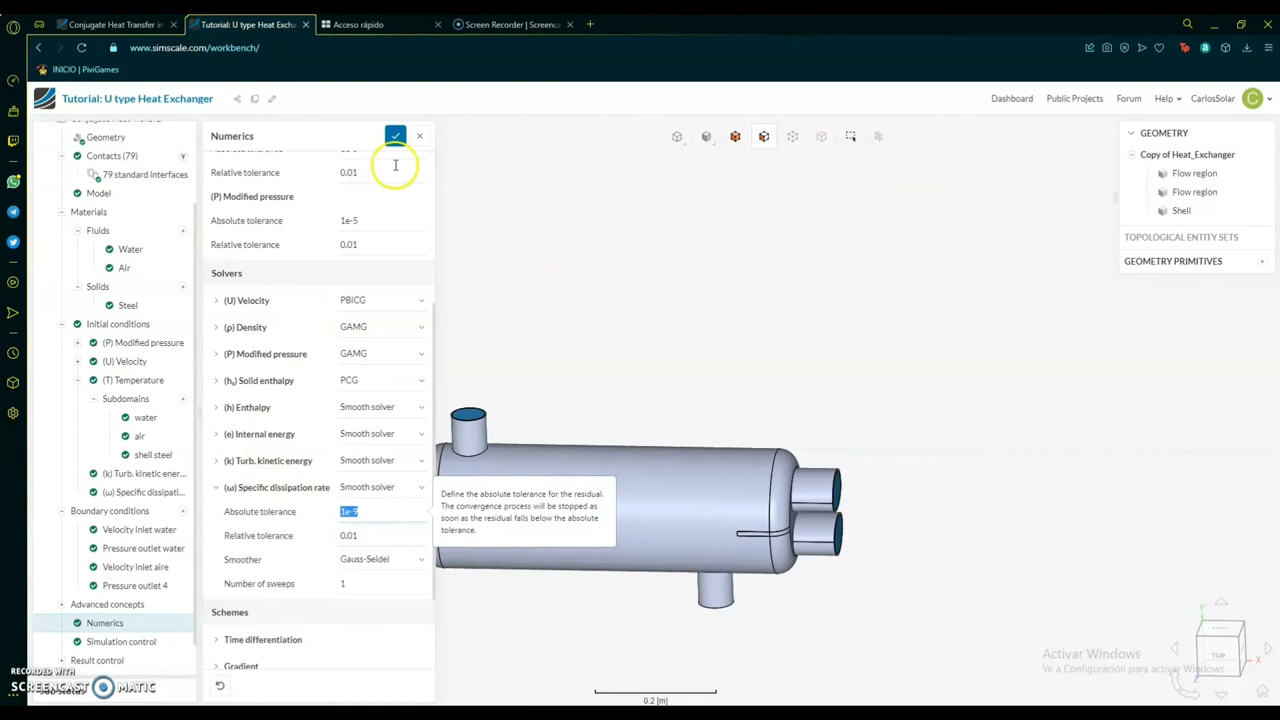 Conjugate Heat Transfer in
Tutorial: U type Heat Exch
Acceso rápido
Screen Recorder | Screenca
www.simscale.com/workbench/
INICIO | PiviGames
Tutorial: U type Heat Exchanger
Dashboard
Public Projects
Forum
Help
CarlosSolar
C
Geometry
Contacts (79)
79 standard interfaces
Model
Materials
Fluids
Water
Air
Solids
Steel
Initial conditions
(P) Modified pressure
(U) Velocity
(T) Temperature
Subdomains
water
air
shell steel
(k) Turb. kinetic ener...
(ω) Specific dissipati...
Boundary conditions
Velocity inlet water
Pressure outlet water
Velocity inlet aire
Pressure outlet 4
Advanced concepts
Numerics
Simulation control
Result control
Numerics
Relative tolerance 0.01
(P) Modified pressure
Absolute tolerance 1e-5
Relative tolerance 0.01
Solvers
(U) Velocity PBICG
(ρ) Density GAMG
(P) Modified pressure GAMG
(hₛ) Solid enthalpy PCG
(h) Enthalpy Smooth solver
(e) Internal energy Smooth solver
(k) Turb. kinetic energy Smooth solver
(ω) Specific dissipation rate Smooth solver
Absolute tolerance 1e-9
Relative tolerance 0.01
Smoother Gauss-Seidel
Number of sweeps 1
Schemes
Time differentiation
Gradient
Define the absolute tolerance for the residual.
The convergence process will be stopped as
soon as the residual falls below the absolute
tolerance.
GEOMETRY
Copy of Heat_Exchanger
Flow region
Flow region
Shell
TOPOLOGICAL ENTITY SETS
GEOMETRY PRIMITIVES
Activar Windows
Ve a Configuración para activar Windows.
Y
TOP
X
Z
0.2 [m]
RECORDED WITH
SCREENCAST MATIC